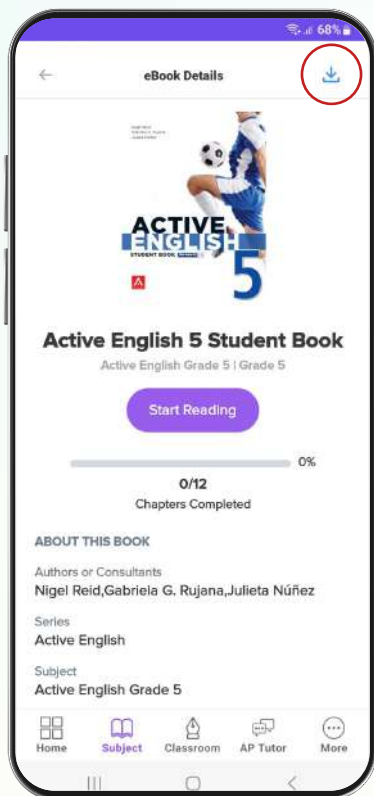 68%
eBook Details
ACTIVE
ENGLISH
STUDENT BOOK
5
Active English 5 Student Book
Active English Grade 5 | Grade 5
Start Reading
0%
0/12
Chapters Completed
ABOUT THIS BOOK
Authors or Consultants
Nigel Reid,Gabriela G. Rujana,Julieta Núñez
Series
Active English
Subject
Active English Grade 5
Home Subject Classroom AP Tutor More